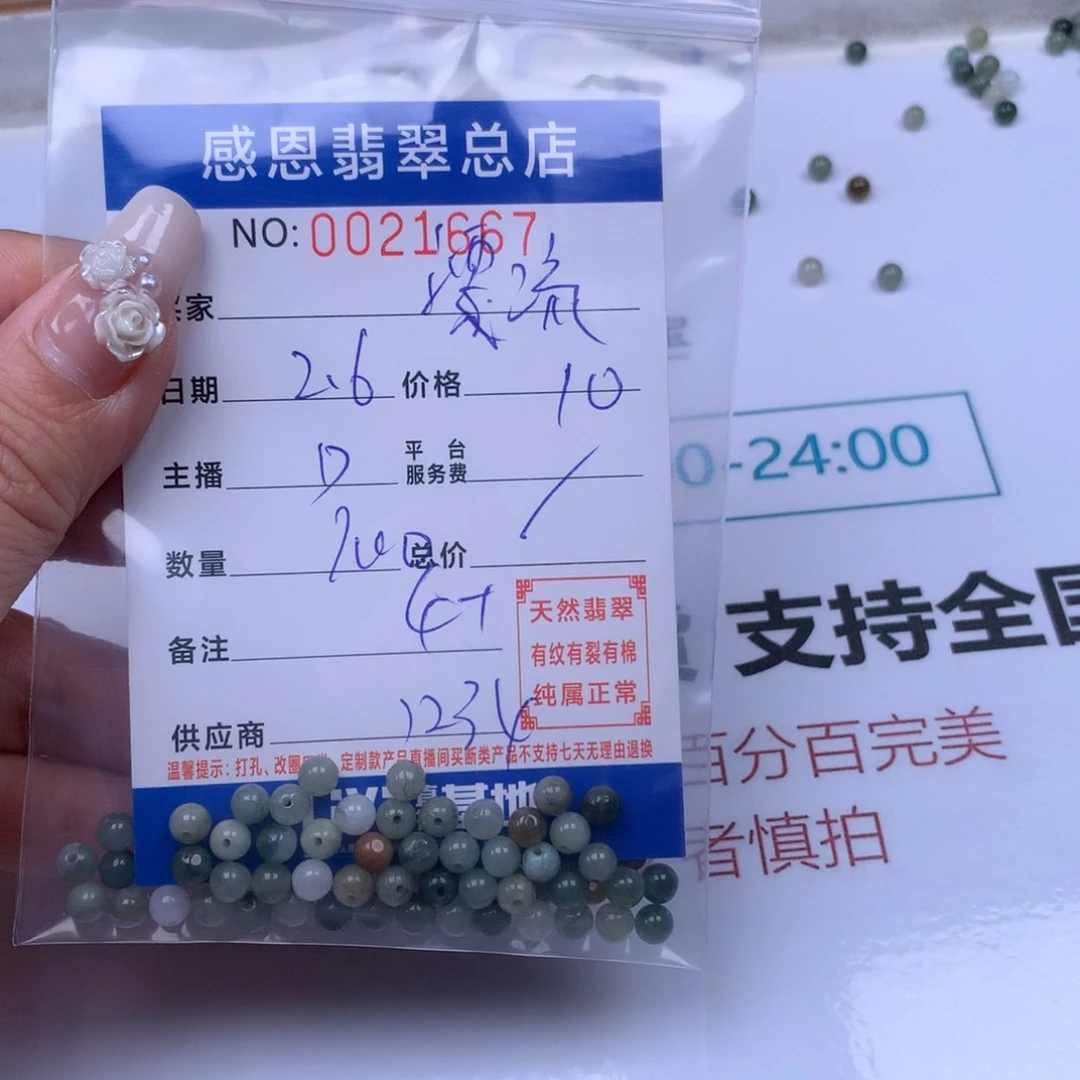 感恩翡翠总店
NO: 0021667
家
日期 2.6 价格 10
主播 D 平台服务费 /
数量 总价
备注
供应商 1234
天然翡翠
有纹有裂有棉
纯属正常
温馨提示: 打孔、改圈 定制款产品直播间买断类产品不支持七天无理由退换
基地
0-24:00
支持全国
百分百完美
者慎拍